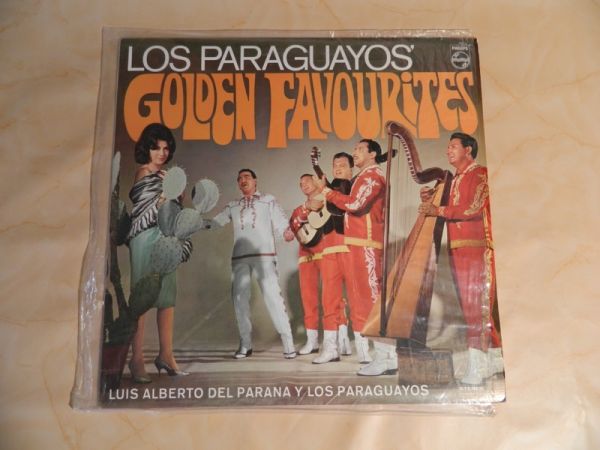 LOS PARAGUAYOS'
GOLDEN FAVOURITES
PHILIPS
LUIS ALBERTO DEL PARANA Y LOS PARAGUAYOS